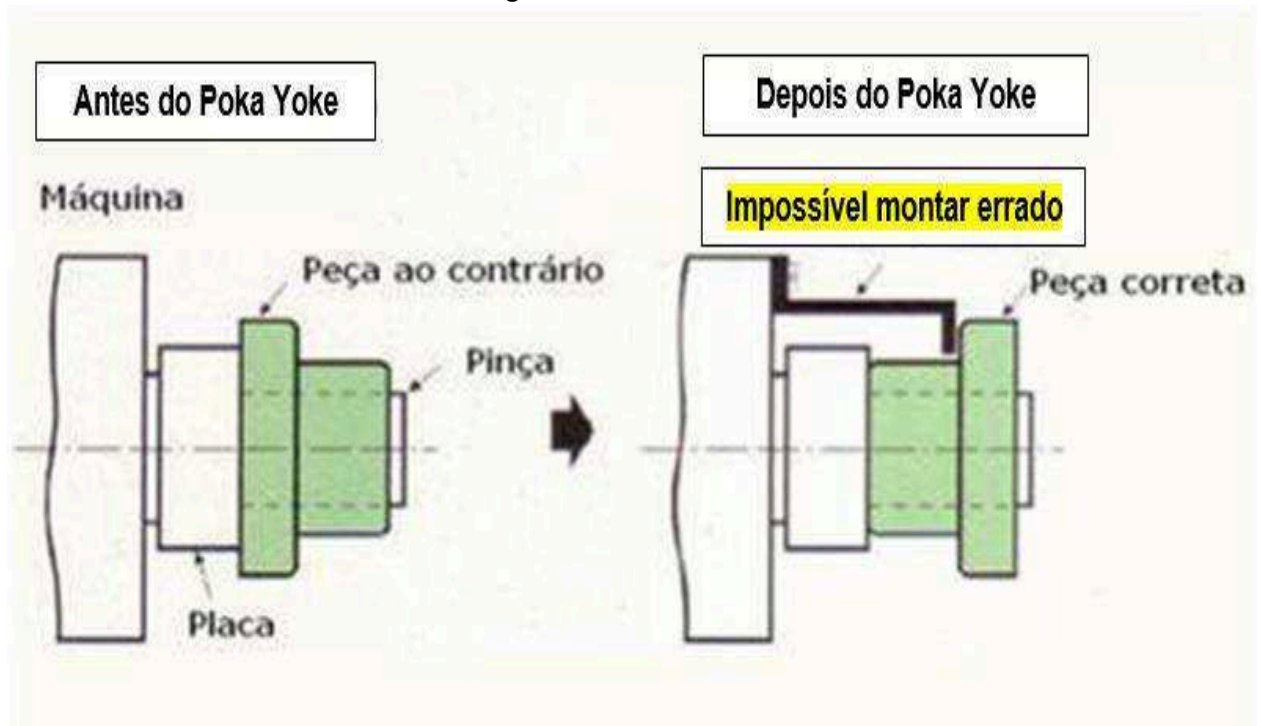 Antes do Poka Yoke
Depois do Poka Yoke
Máquina
Impossível montar errado
Peça ao contrário
Peça correta
Pinça
Placa